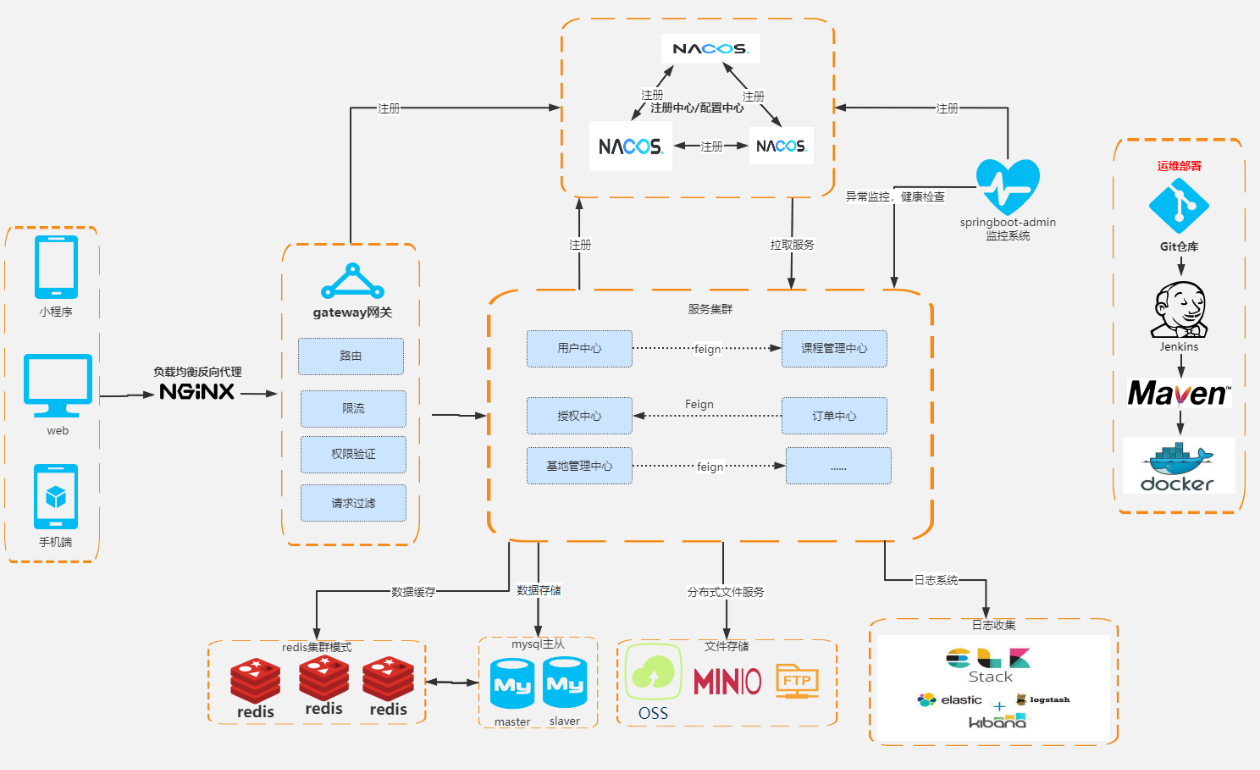 NACOS.
注册
注册
注册中心/配置中心
NACOS.
注册
NACOS.
注册
注册
异常监控，健康检查
springboot-admin
监控系统
注册
拉取服务
小程序
web
手机端
负载均衡反向代理
NGINX
gateway网关
路由
限流
权限验证
请求过滤
服务集群
用户中心
feign
课程管理中心
授权中心
Feign
订单中心
基地管理中心
feign
......
运维部署
Git仓库
Jenkins
Maven™
docker
数据缓存
数据存储
分布式文件服务
日志系统
redis集群模式
redis
redis
redis
mysql主从
My
My
master
slaver
文件存储
OSS
MINIO
FTP
日志收集
ELK
Stack
elastic
+
logstash
kibana